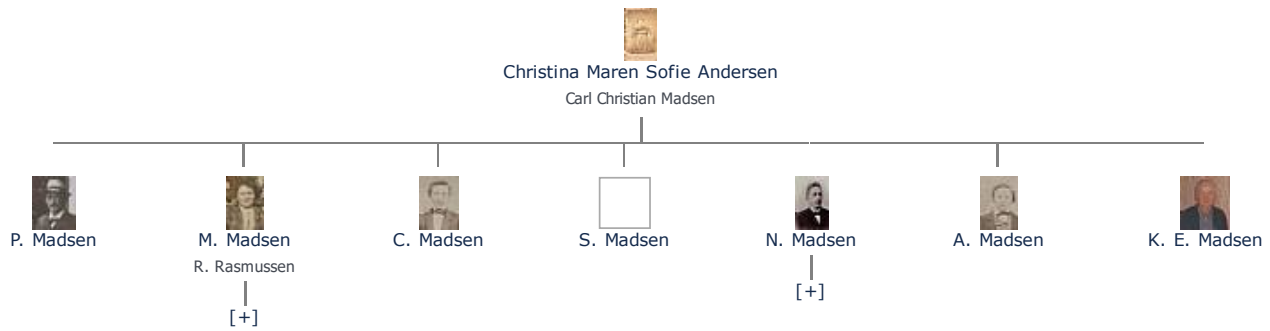 Christina Maren Sofie Andersen
Carl Christian Madsen
P. Madsen
M. Madsen
C. Madsen
S. Madsen
N. Madsen
A. Madsen
K. E. Madsen
R. Rasmussen
[+]
[+]